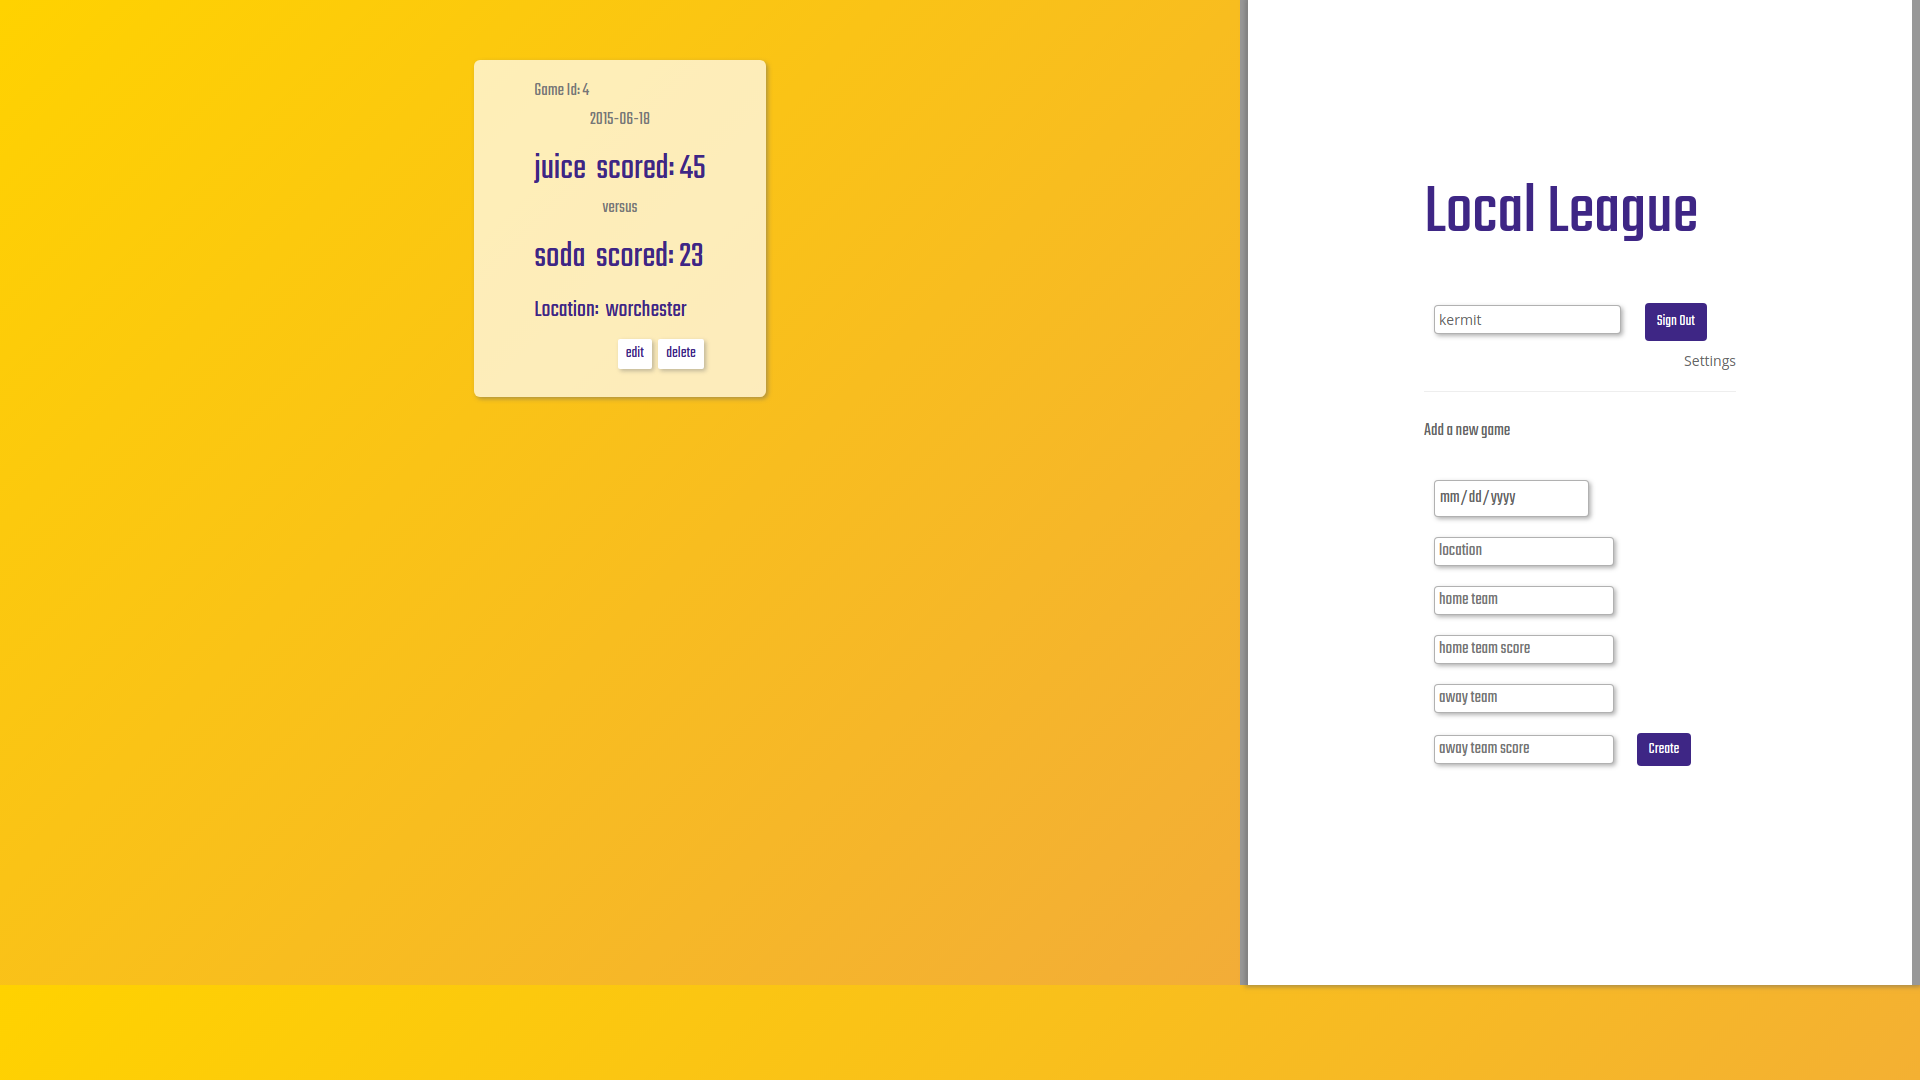 Game Id: 4
2015-06-18
juice scored: 45
versus
soda scored: 23
Location: worchester
edit delete
Local League
kermit Sign Out
Settings
Add a new game
mm/dd/yyyy
location
home team
home team score
away team
away team score Create